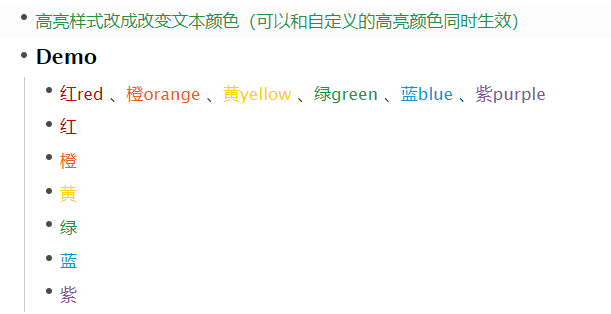 高亮样式改成改变文本颜色（可以和自定义的高亮颜色同时生效）
Demo
红red 、橙orange 、黄yellow 、绿green 、蓝blue 、紫purple
红
橙
黄
绿
蓝
紫